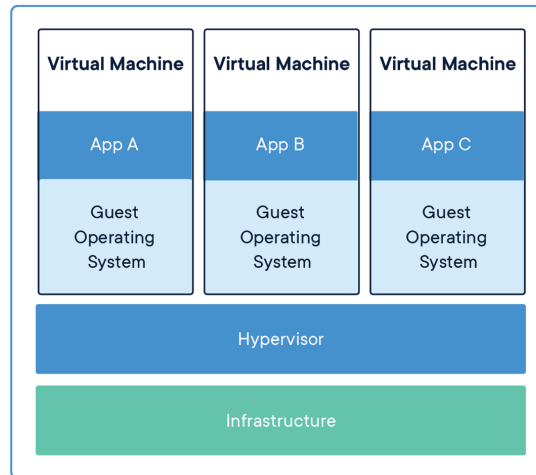 Virtual Machine
Virtual Machine
Virtual Machine
App A
App B
App C
Guest
Operating
System
Guest
Operating
System
Guest
Operating
System
Hypervisor
Infrastructure